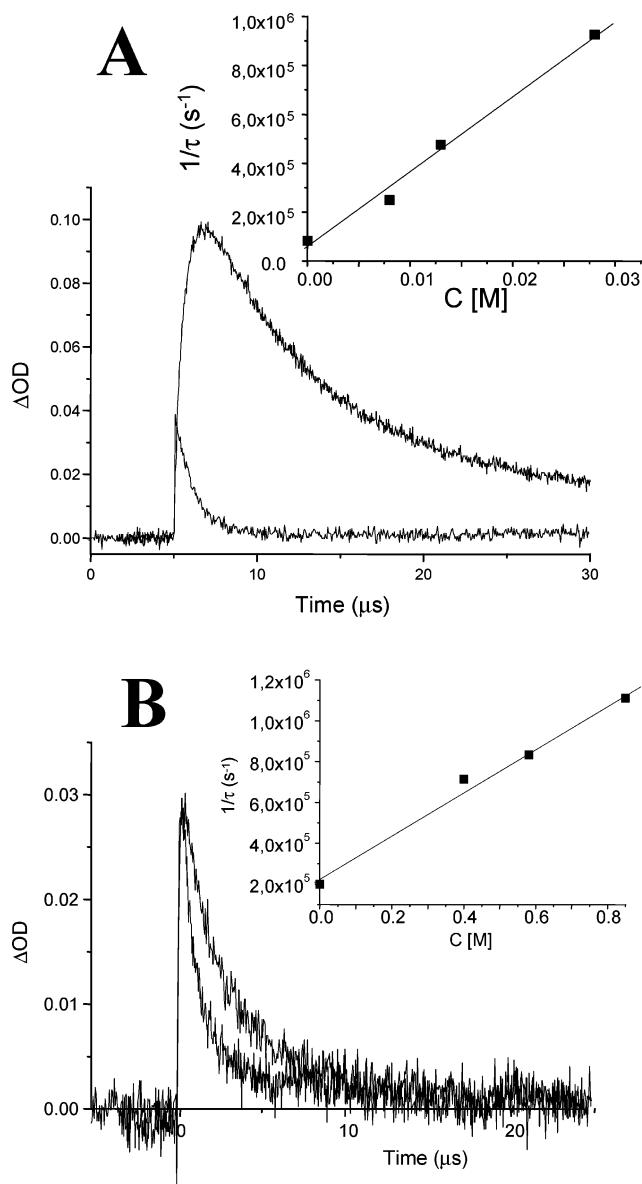 A
1,0x10⁶
8,0x10⁵
6,0x10⁵
4,0x10⁵
2,0x10⁵
0.0
1/τ (s⁻¹)
0.00 0.01 0.02 0.03
C [M]
0.10
0.08
0.06
0.04
0.02
0.00
ΔOD
0 10 20 30
Time (μs)
B
1,2x10⁶
1,0x10⁶
8,0x10⁵
6,0x10⁵
4,0x10⁵
2,0x10⁵
1/τ (s⁻¹)
0.0 0.2 0.4 0.6 0.8
C [M]
0.03
0.02
0.01
0.00
ΔOD
0 10 20
Time (μs)